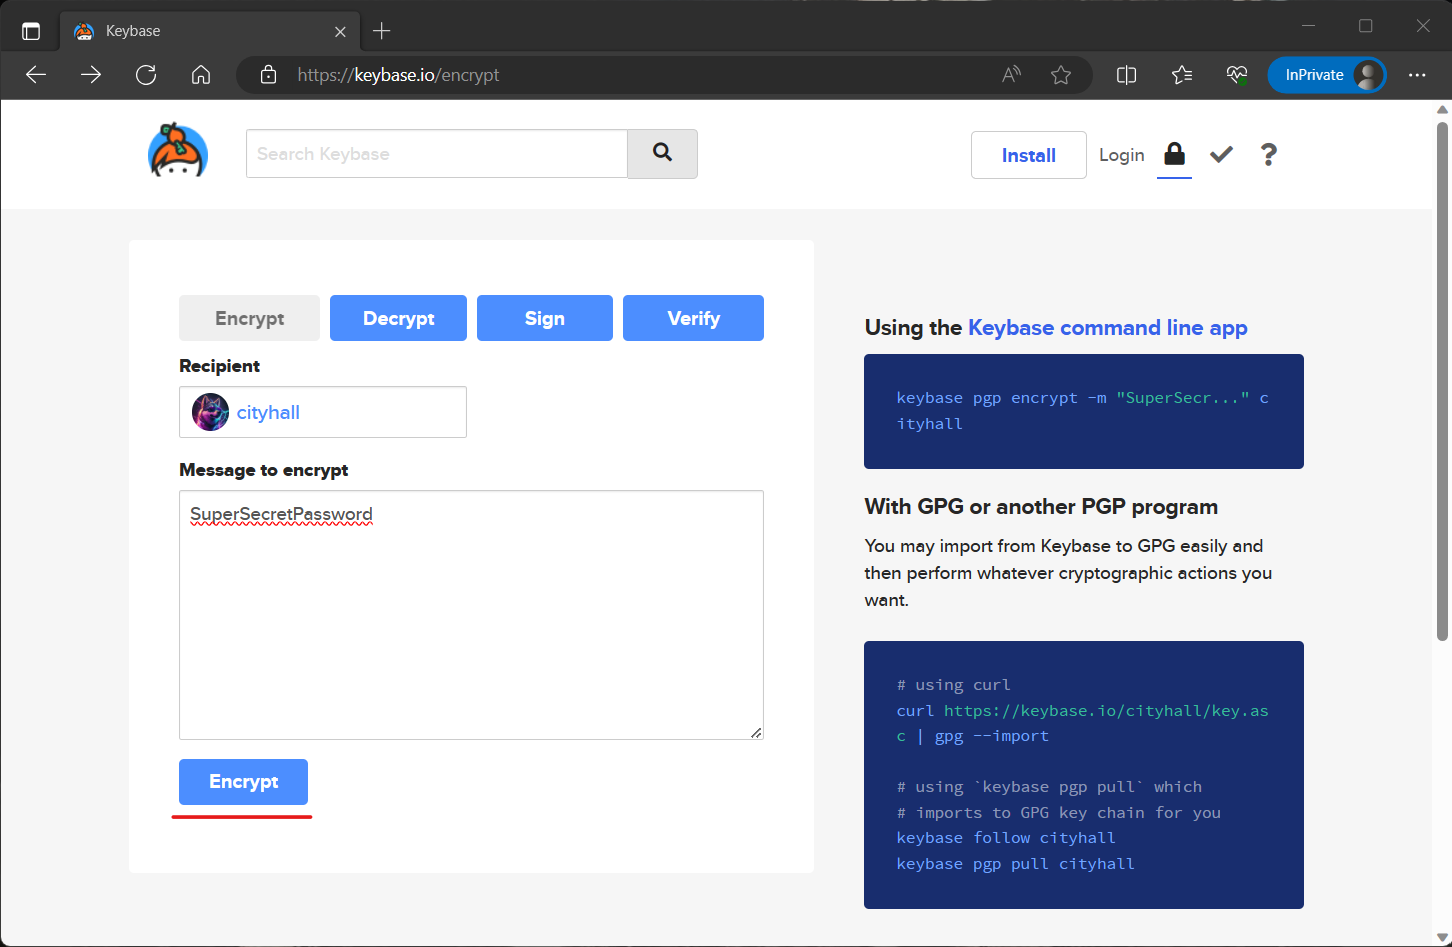 Keybase
https://keybase.io/encrypt
InPrivate
Search Keybase
Install
Login
Encrypt
Decrypt
Sign
Verify
Recipient
cityhall
Message to encrypt
SuperSecretPassword
Encrypt
Using the Keybase command line app
keybase pgp encrypt -m "SuperSecr..." c
ityhall
With GPG or another PGP program
You may import from Keybase to GPG easily and
then perform whatever cryptographic actions you
want.
# using curl
curl https://keybase.io/cityhall/key.as
c | gpg --import
# using `keybase pgp pull` which
# imports to GPG key chain for you
keybase follow cityhall
keybase pgp pull cityhall